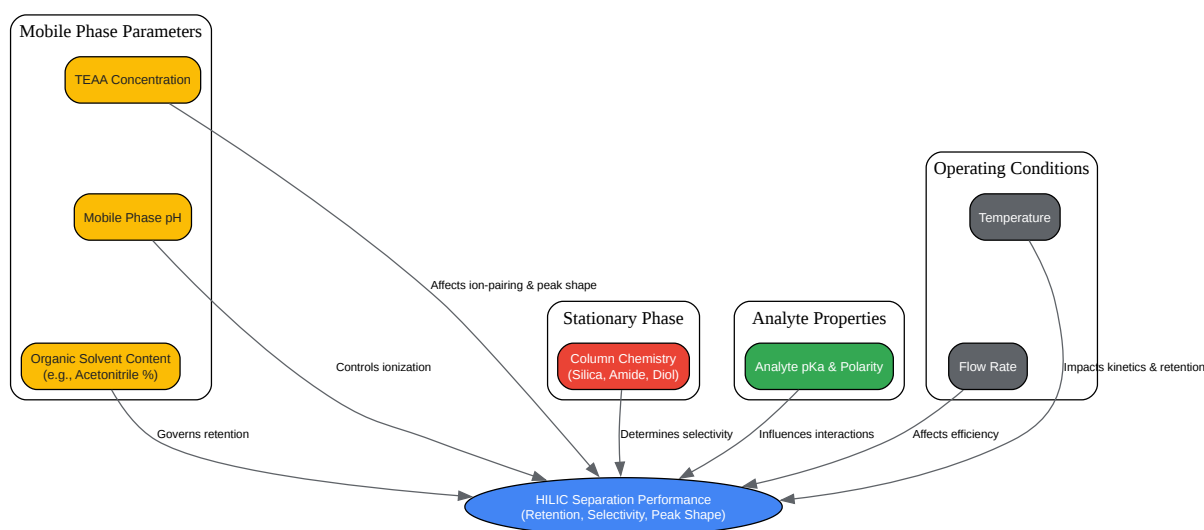 Mobile Phase Parameters
TEAA Concentration
Mobile Phase pH
Organic Solvent Content
(e.g., Acetonitrile %)
Operating Conditions
Temperature
Flow Rate
Stationary Phase
Column Chemistry
(Silica, Amide, Diol)
Analyte Properties
Analyte pKa & Polarity
Affects ion-pairing & peak shape
Controls ionization
Impacts kinetics & retention
Governs retention
Determines selectivity
Influences interactions
Affects efficiency
HILIC Separation Performance
(Retention, Selectivity, Peak Shape)